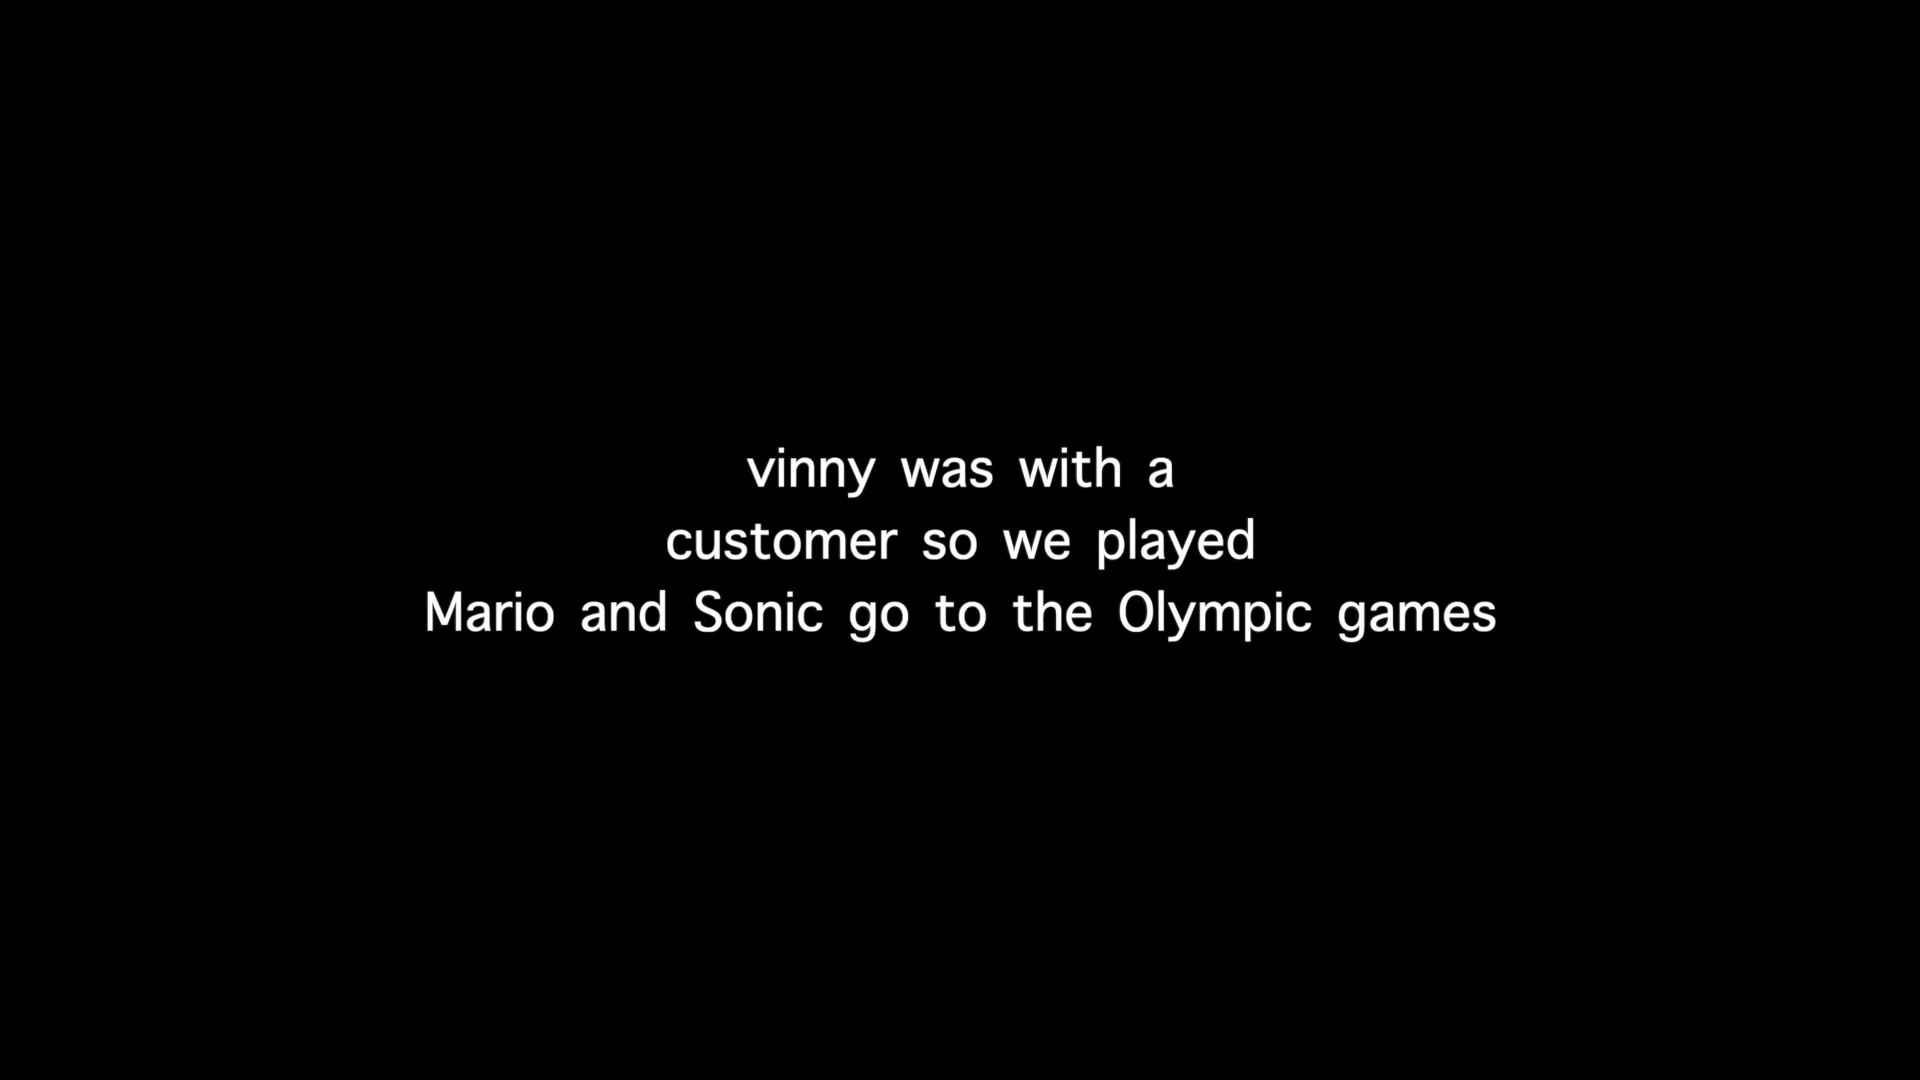 vinny was with a
customer so we played
Mario and Sonic go to the Olympic games